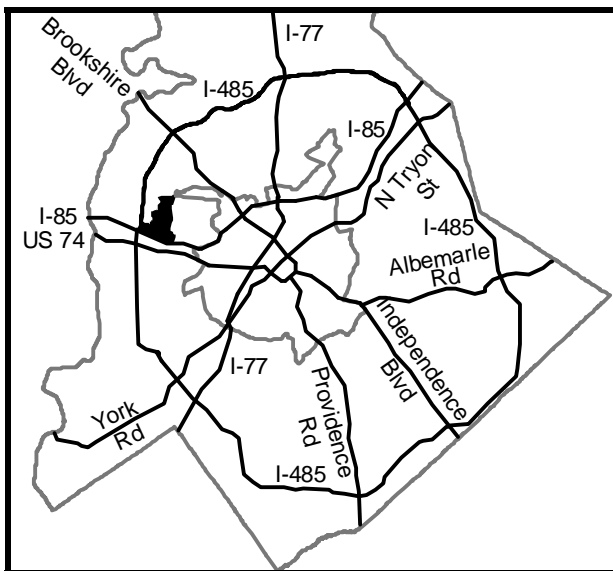 I-77
Brookshire
Blvd
I-485
I-85
N Tryon
St
I-85
US 74
I-485
Albemarle
Rd
Independence
Blvd
I-77
Providence
Rd
York
Rd
I-485